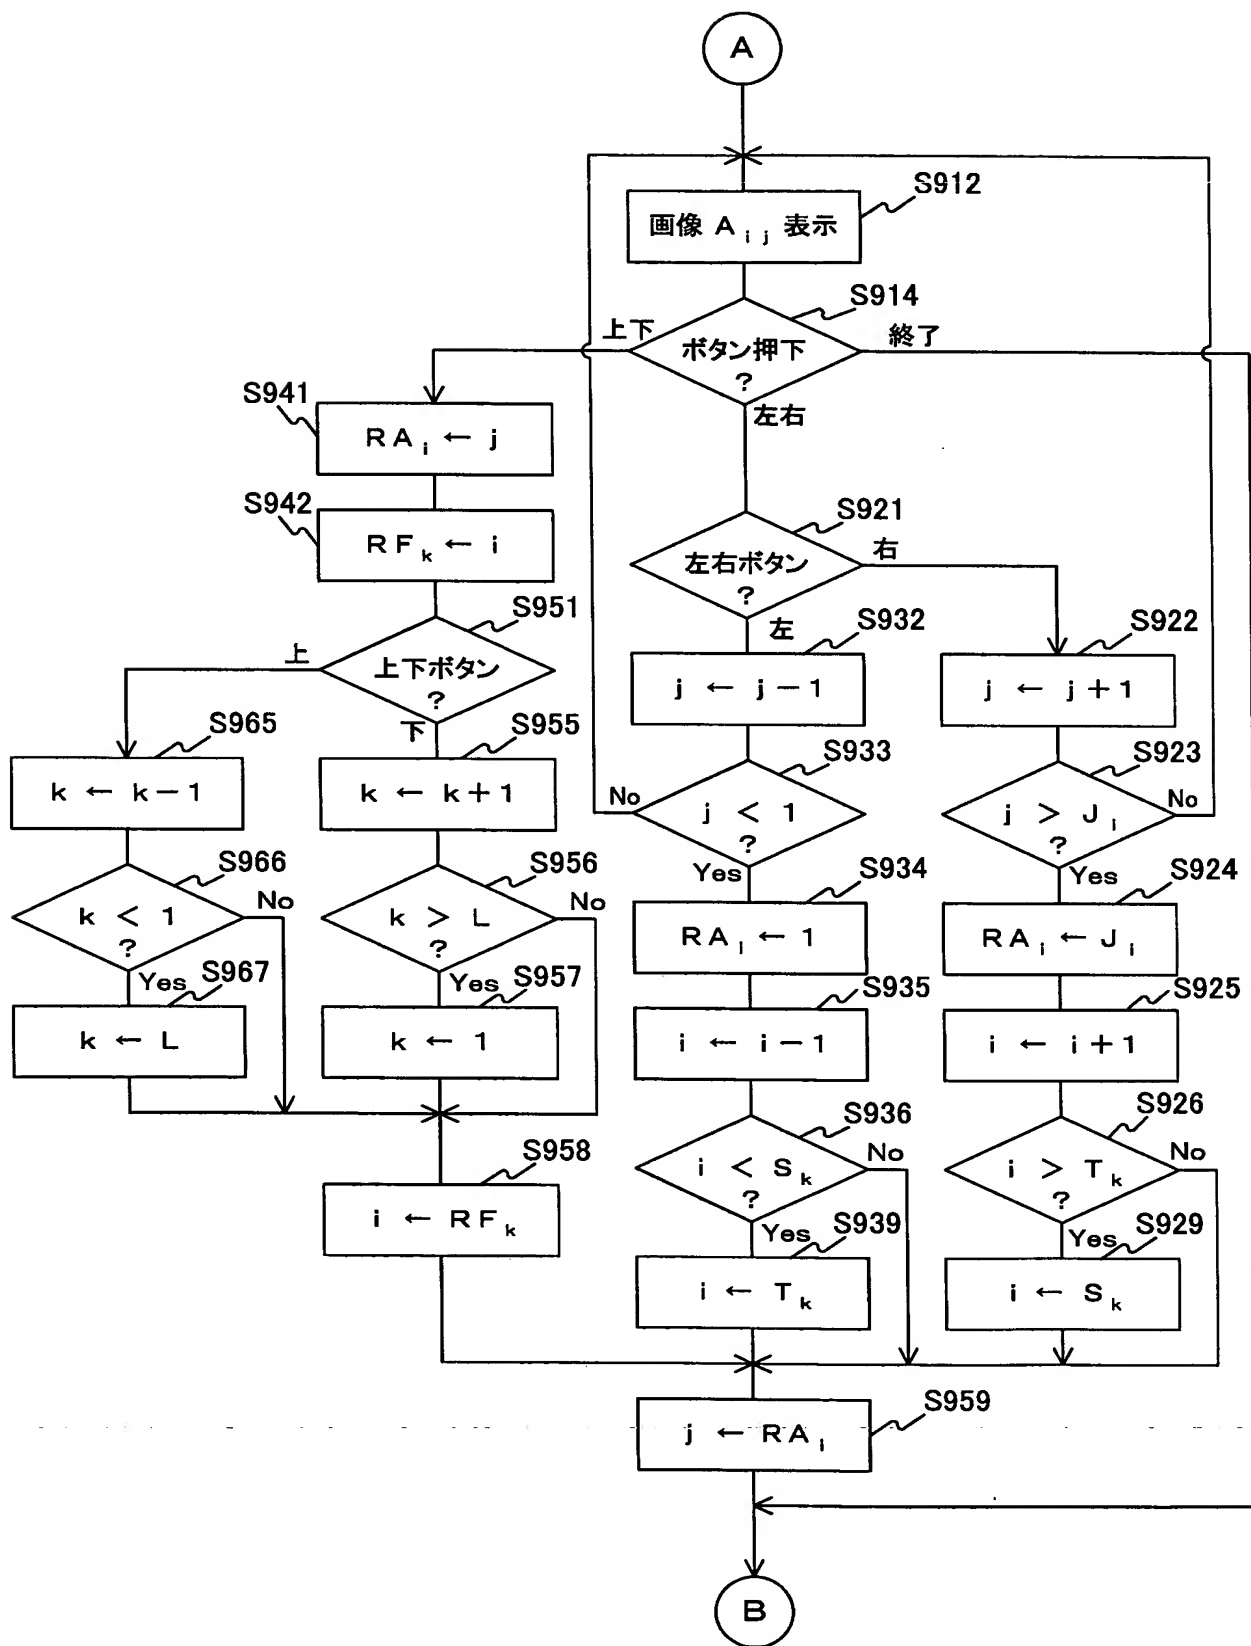 A
S912
画像 A i j 表示
S914
上下
ボタン押下
?
終了
左右
S941
RA i ← j
S942
RF k ← i
S921
左右ボタン
?
右
左
S951
上
上下ボタン
?
下
S932
j ← j-1
S922
j ← j+1
S965
k ← k-1
S955
k ← k+1
S933
No
j < 1
?
Yes
S923
j > J i
?
No
Yes
S966
k < 1
?
No
Yes
S956
k > L
?
No
Yes
S934
RA i ← 1
S924
RA i ← J i
S967
k ← L
S957
k ← 1
S935
i ← i-1
S925
i ← i+1
S936
i < S k
?
No
Yes
S926
i > T k
?
No
Yes
S958
i ← RF k
S939
i ← T k
S929
i ← S k
S959
j ← RA i
B